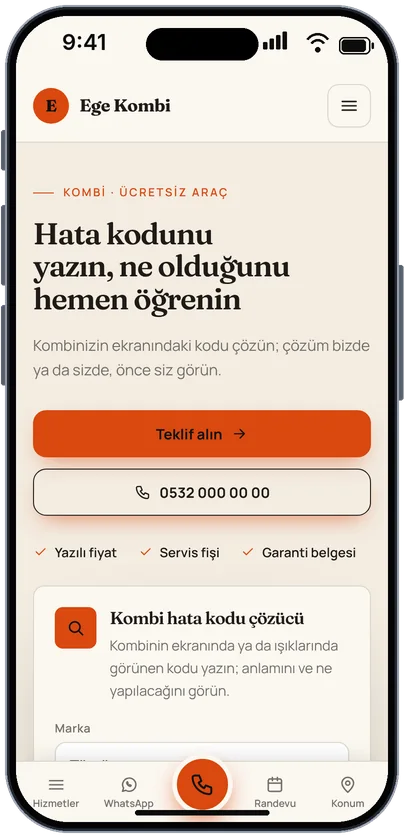 9:41
E Ege Kombi
KOMBİ · ÜCRETSİZ ARAÇ
Hata kodunu
yazın, ne olduğunu
hemen öğrenin
Kombinizin ekranındaki kodu çözün; çözüm bizde
ya da sizde, önce siz görün.
Teklif alın →
0532 000 00 00
Yazılı fiyat Servis fişi Garanti belgesi
Kombi hata kodu çözücü
Kombinin ekranında ya da ışıklarında
görünen kodu yazın; anlamını ve ne
yapılacağını görün.
Marka
Hizmetler WhatsApp Randevu Konum